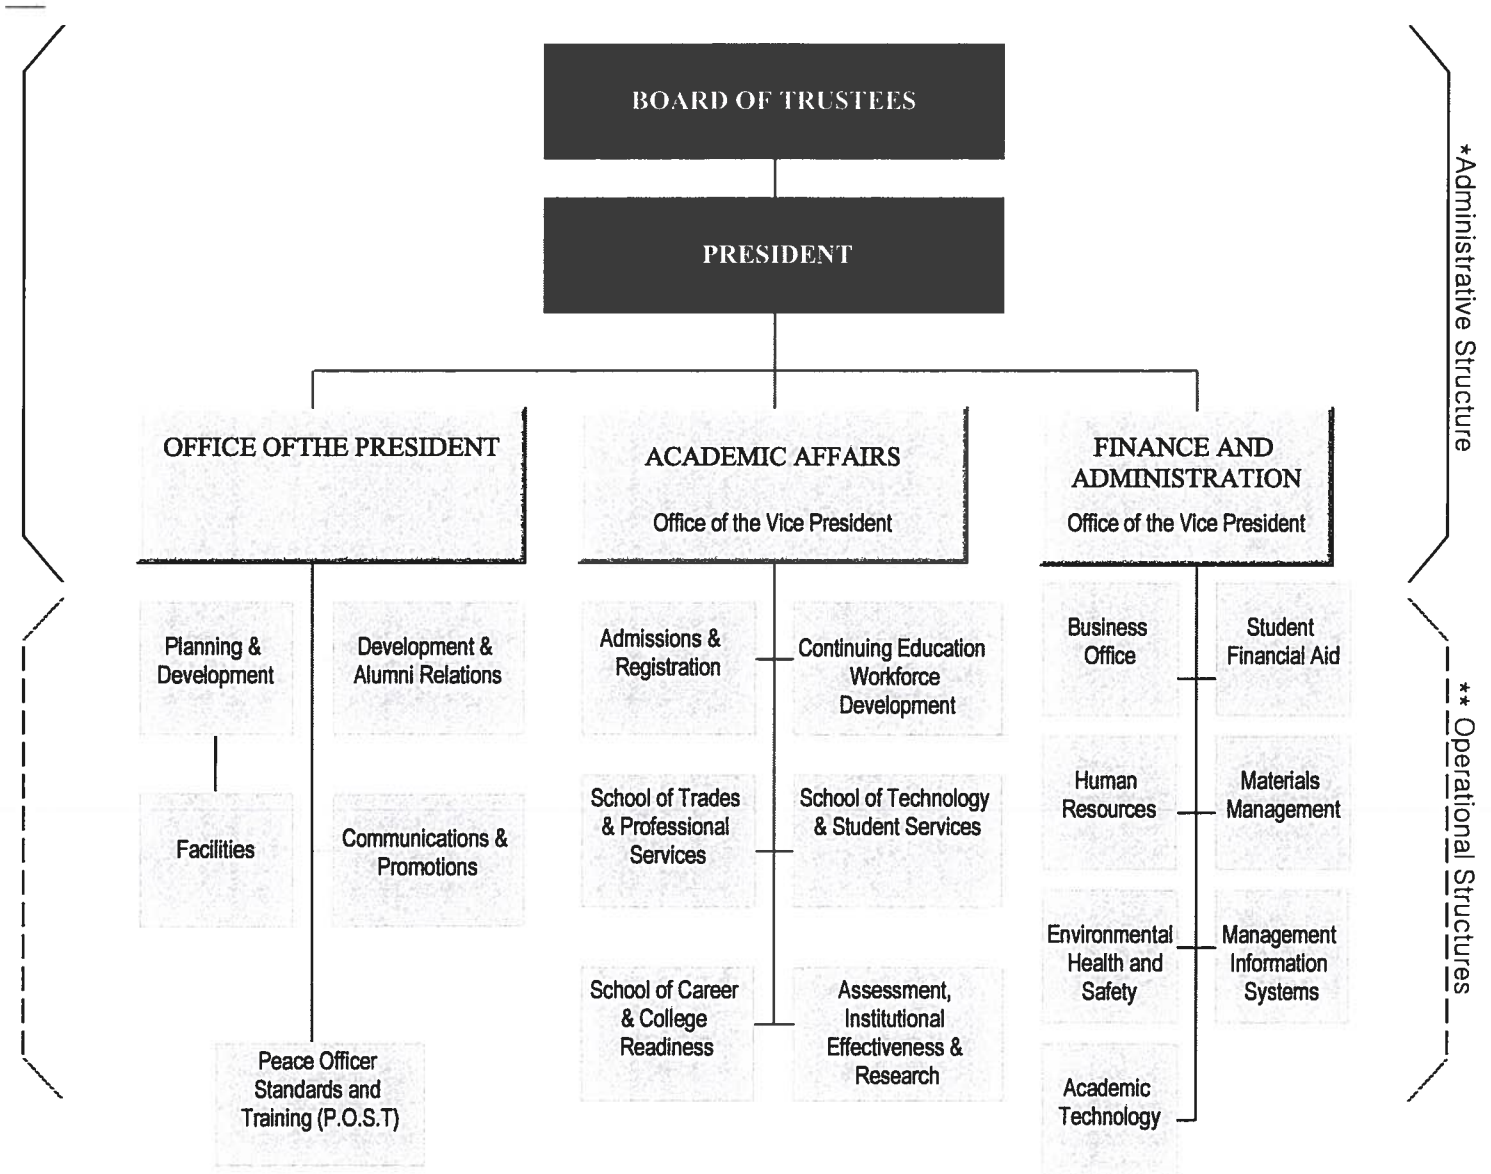 BOARD OF TRUSTEES
PRESIDENT
*Administrative Structure
OFFICE OFTHE PRESIDENT
ACADEMIC AFFAIRS
Office of the Vice President
FINANCE AND
ADMINISTRATION
Office of the Vice President
** Operational Structures
Planning &
Development
Development &
Alumni Relations
Facilities
Communications &
Promotions
Peace Officer
Standards and
Training (P.O.S.T)
Admissions &
Registration
Continuing Education
Workforce
Development
School of Trades
& Professional
Services
School of Technology
& Student Services
School of Career
& College
Readiness
Assessment,
Institutional
Effectiveness &
Research
Business
Office
Student
Financial Aid
Human
Resources
Materials
Management
Environmental
Health and
Safety
Management
Information
Systems
Academic
Technology